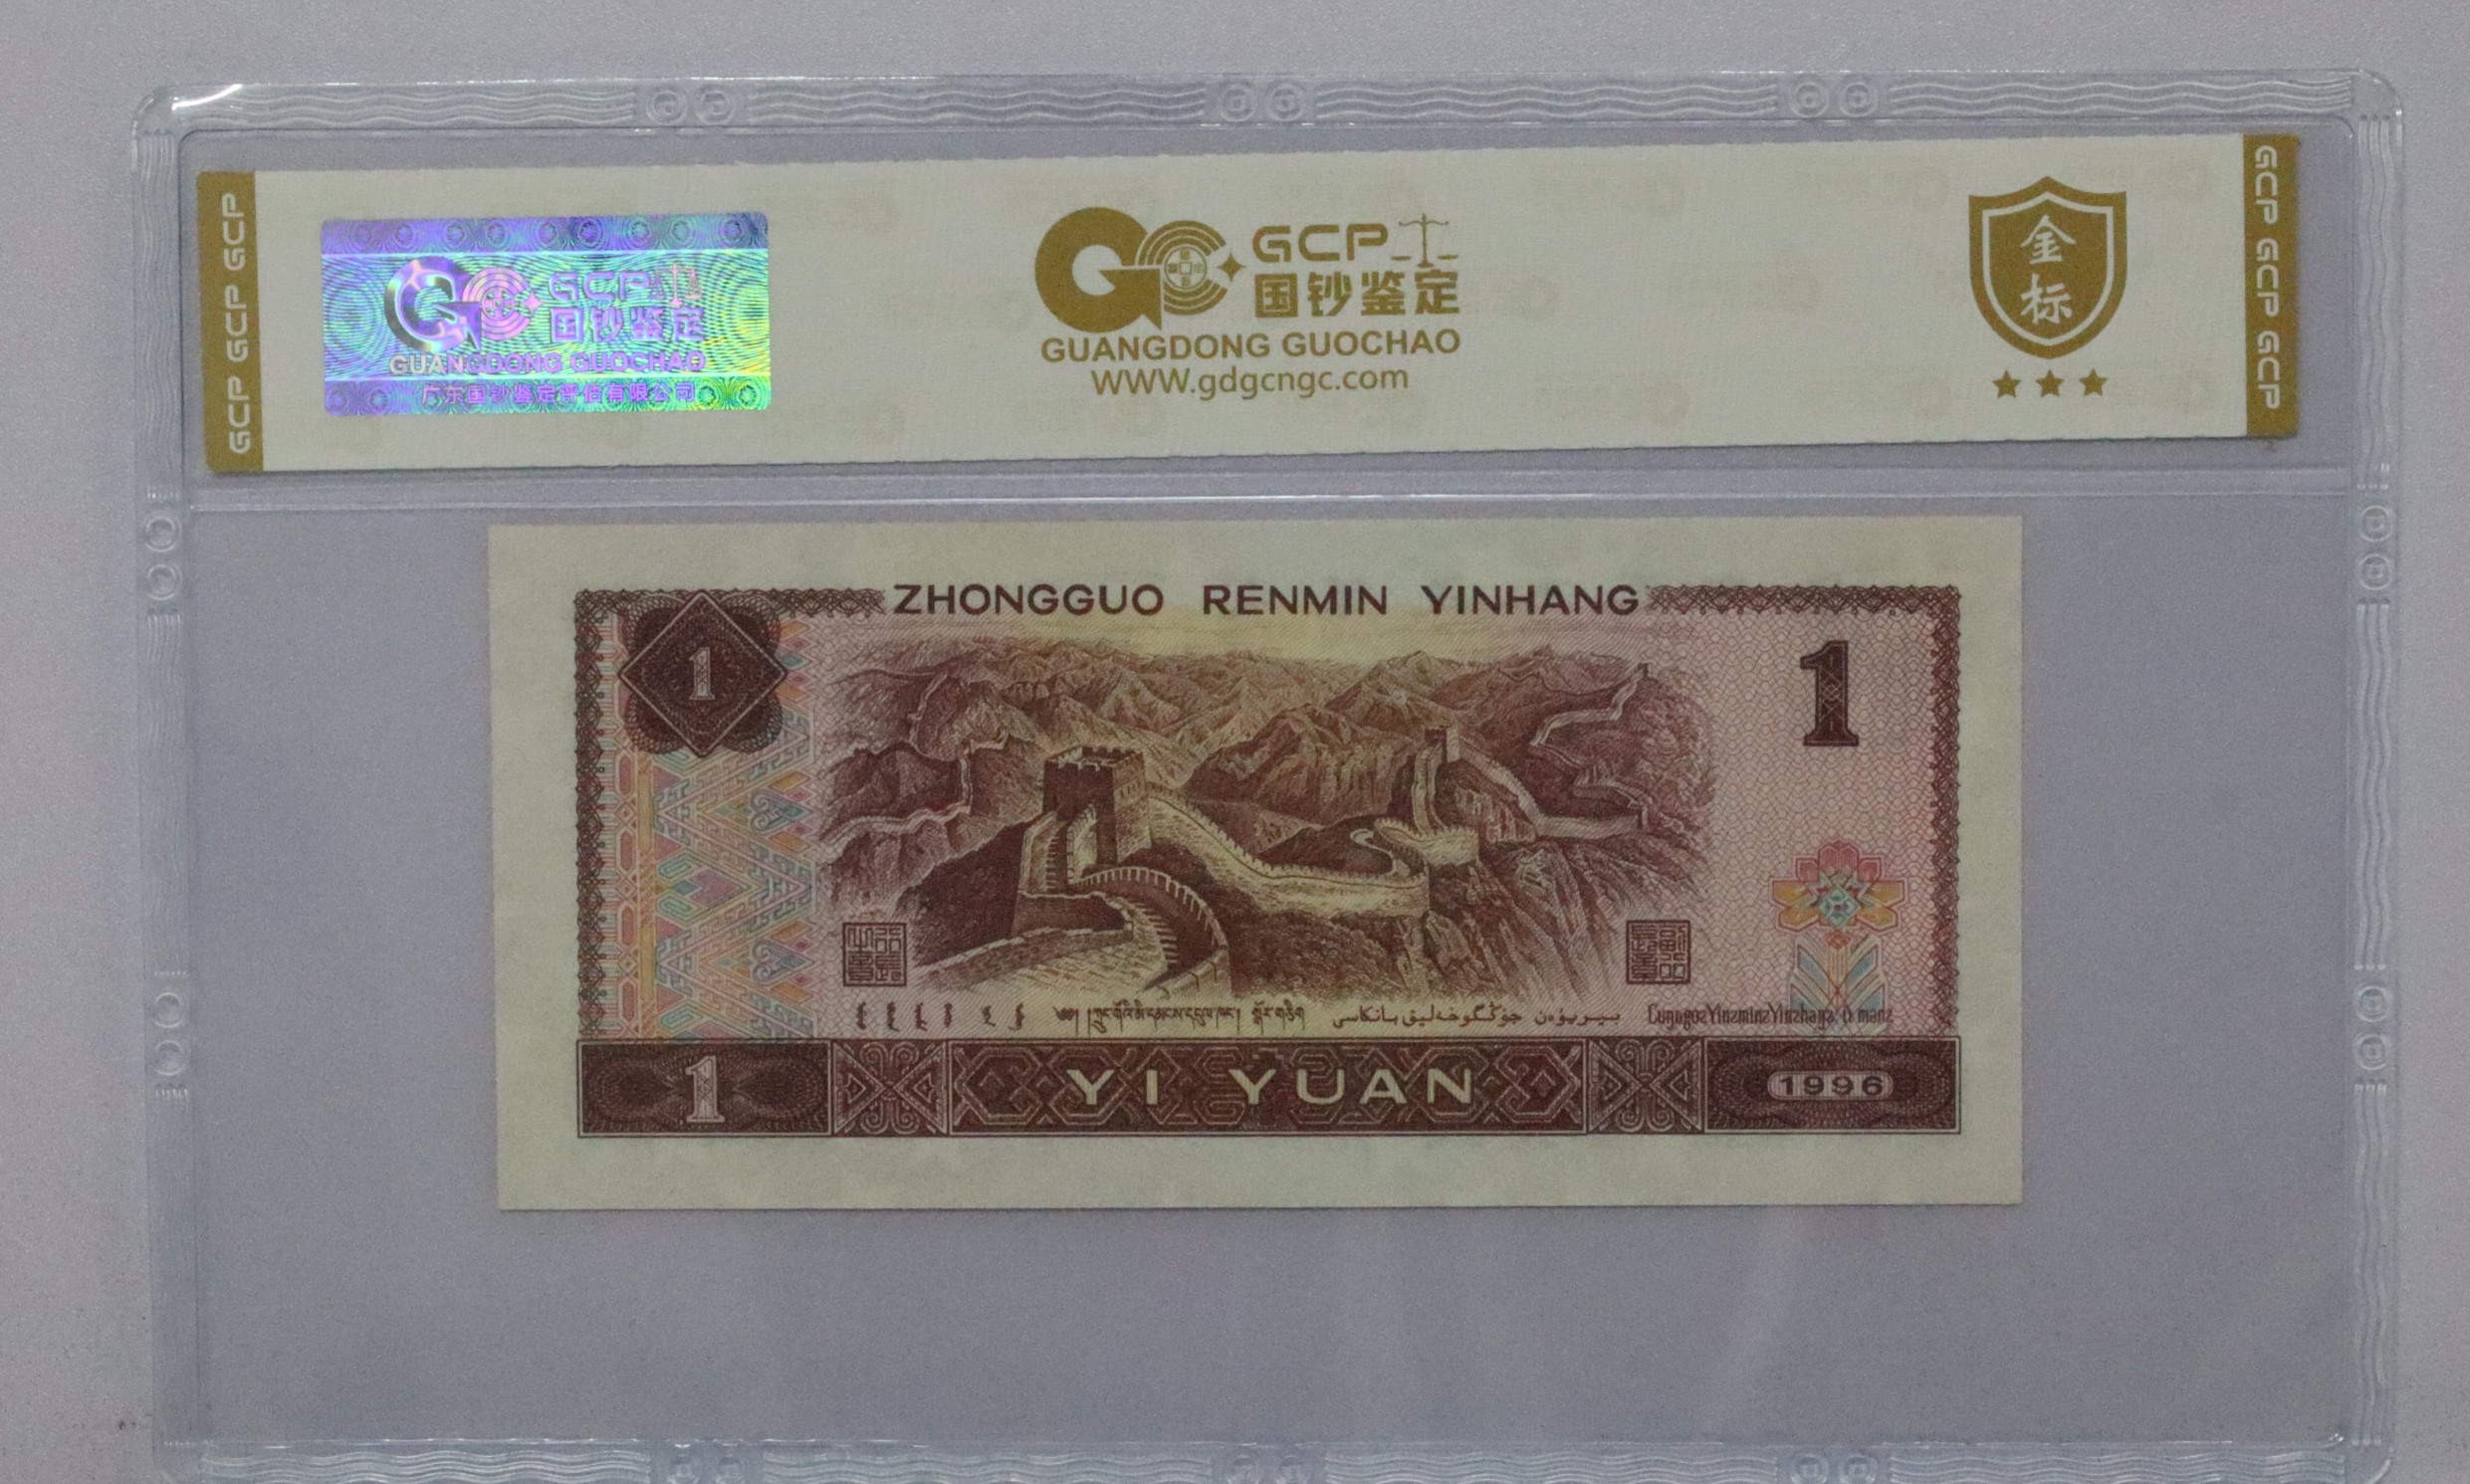 GCP GCP GCP
GCP
国钞鉴定
GUANGDONG GUOCHAO
广东国钞鉴定评估有限公司
GCP
国钞鉴定
GUANGDONG GUOCHAO
WWW.gdgcngc.com
金标
GCP GCP GCP
ZHONGGUO RENMIN YINHANG
1
1
1
YI YUAN
1996